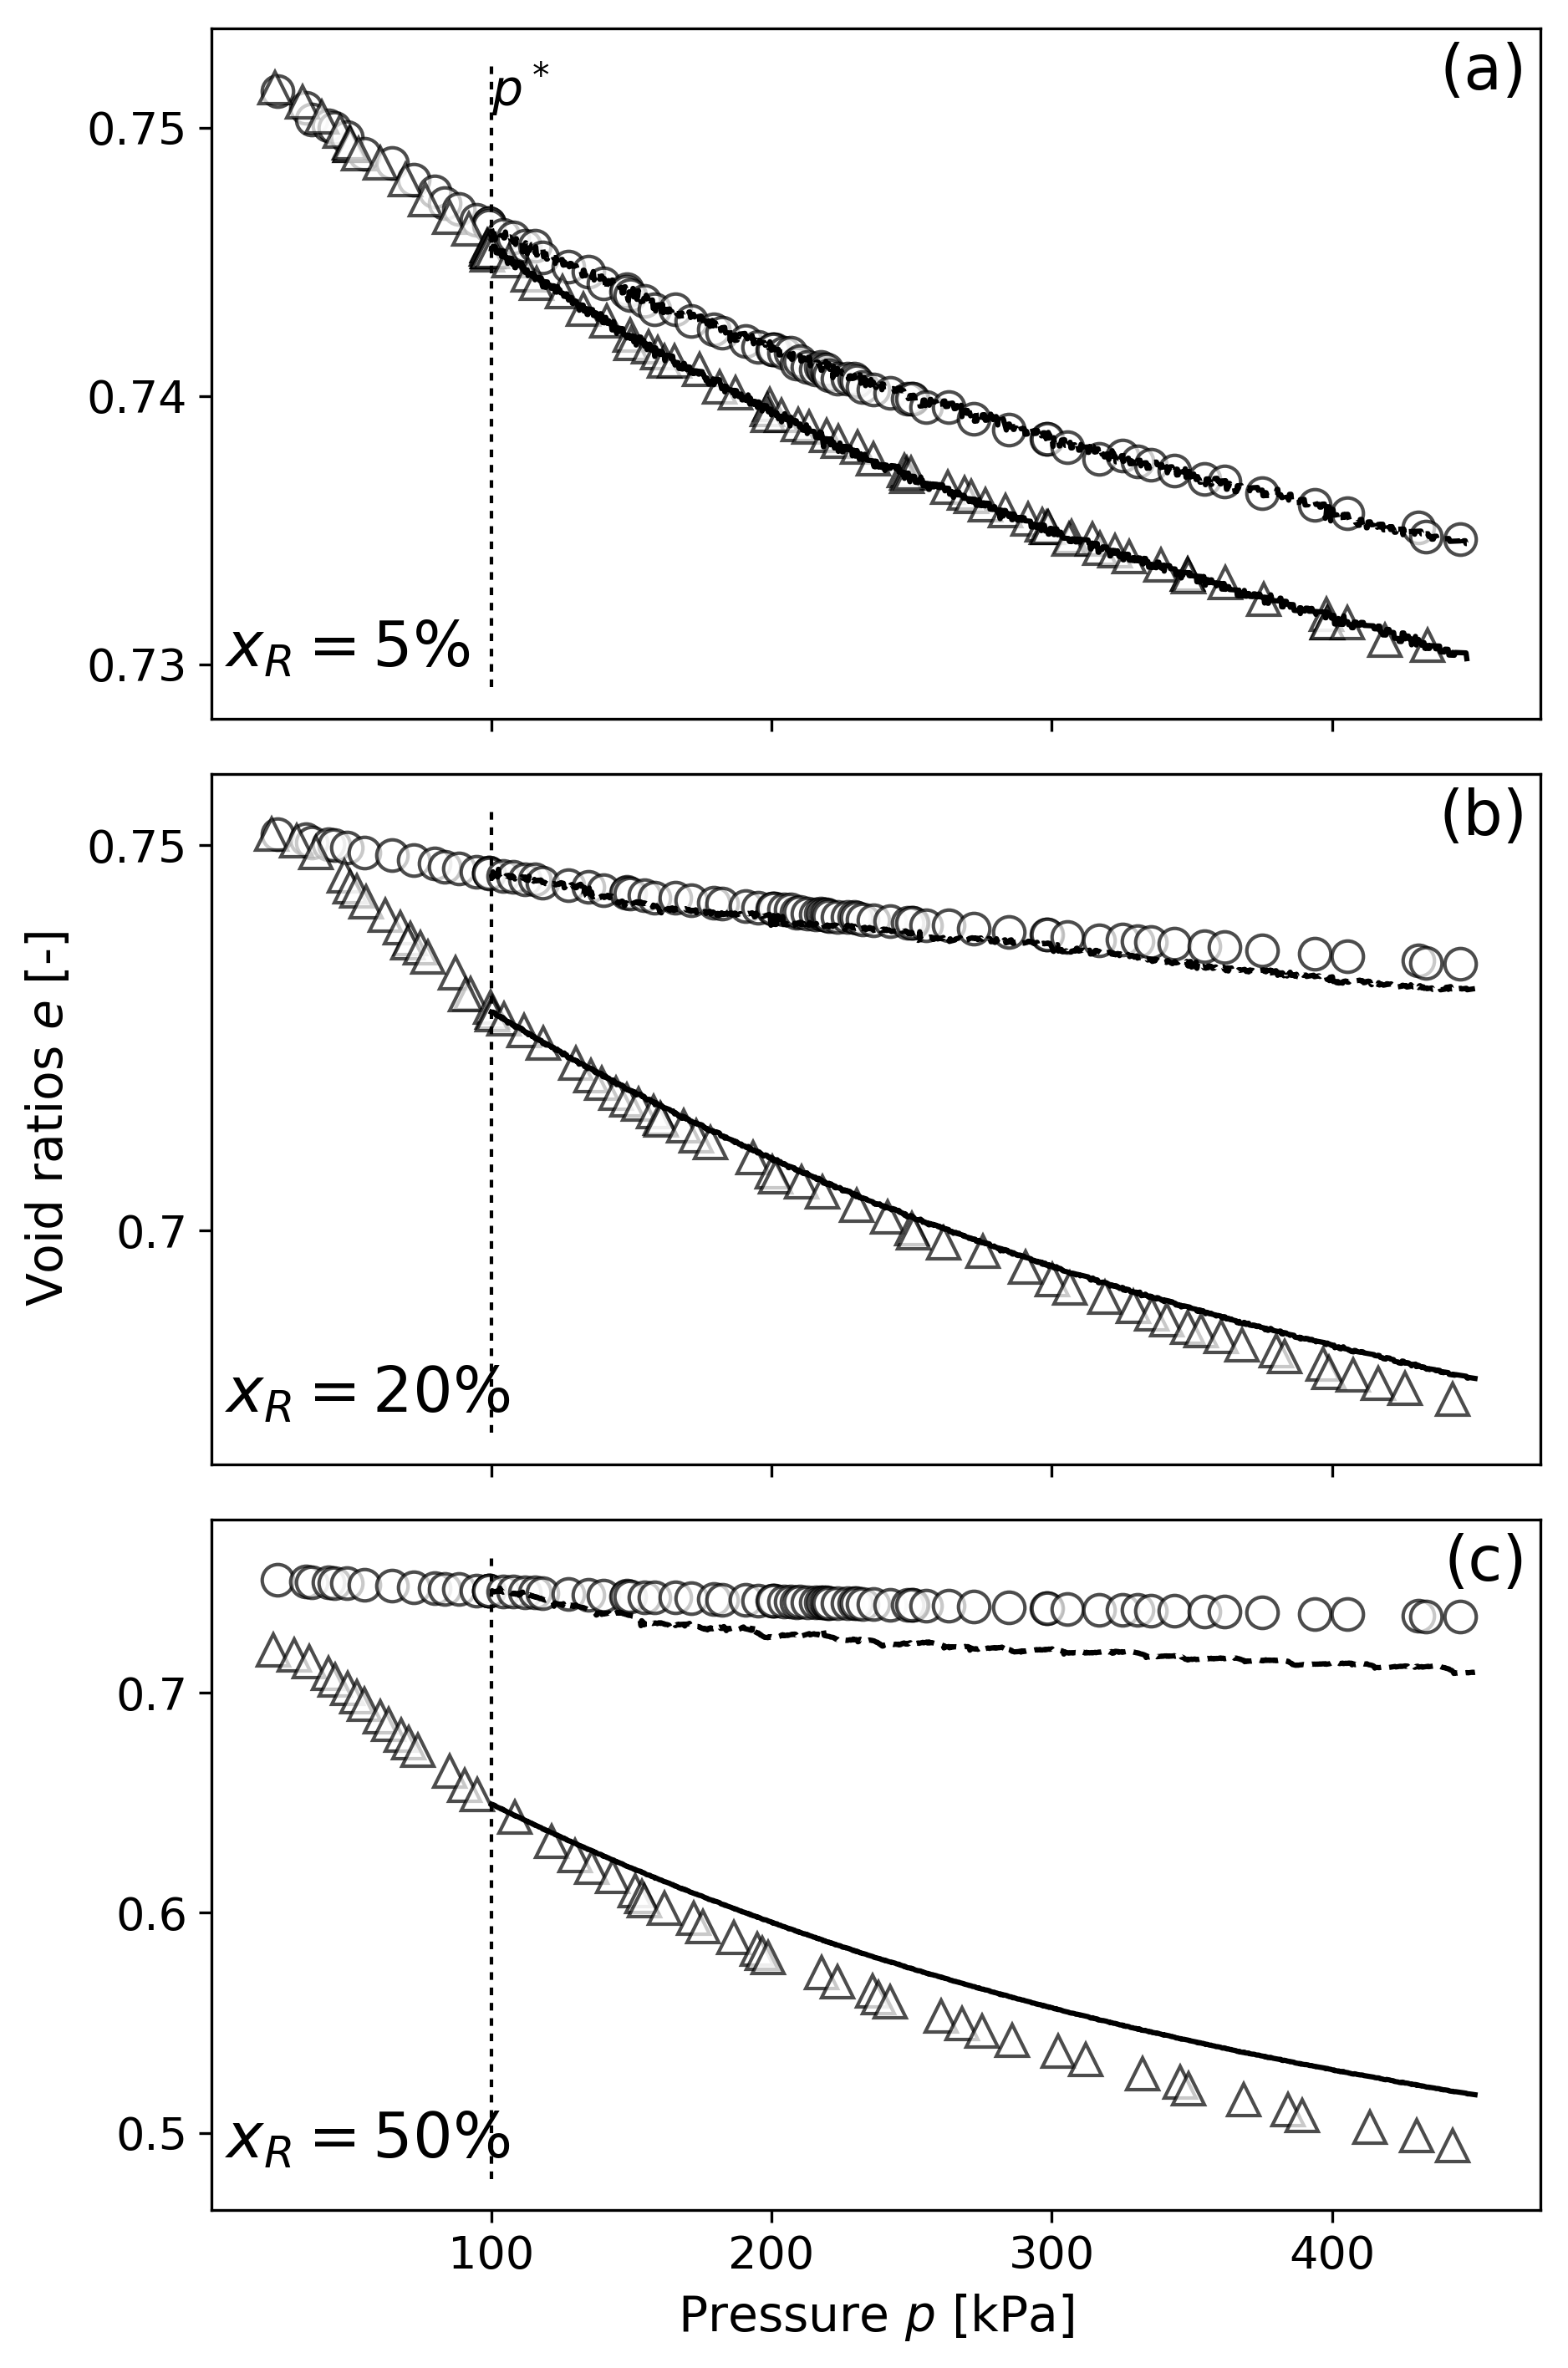 (a)
p*
0.75
0.74
0.73
x_R = 5%
(b)
0.75
0.7
x_R = 20%
Void ratios e [-]
(c)
0.7
0.6
0.5
x_R = 50%
100 200 300 400
Pressure p [kPa]